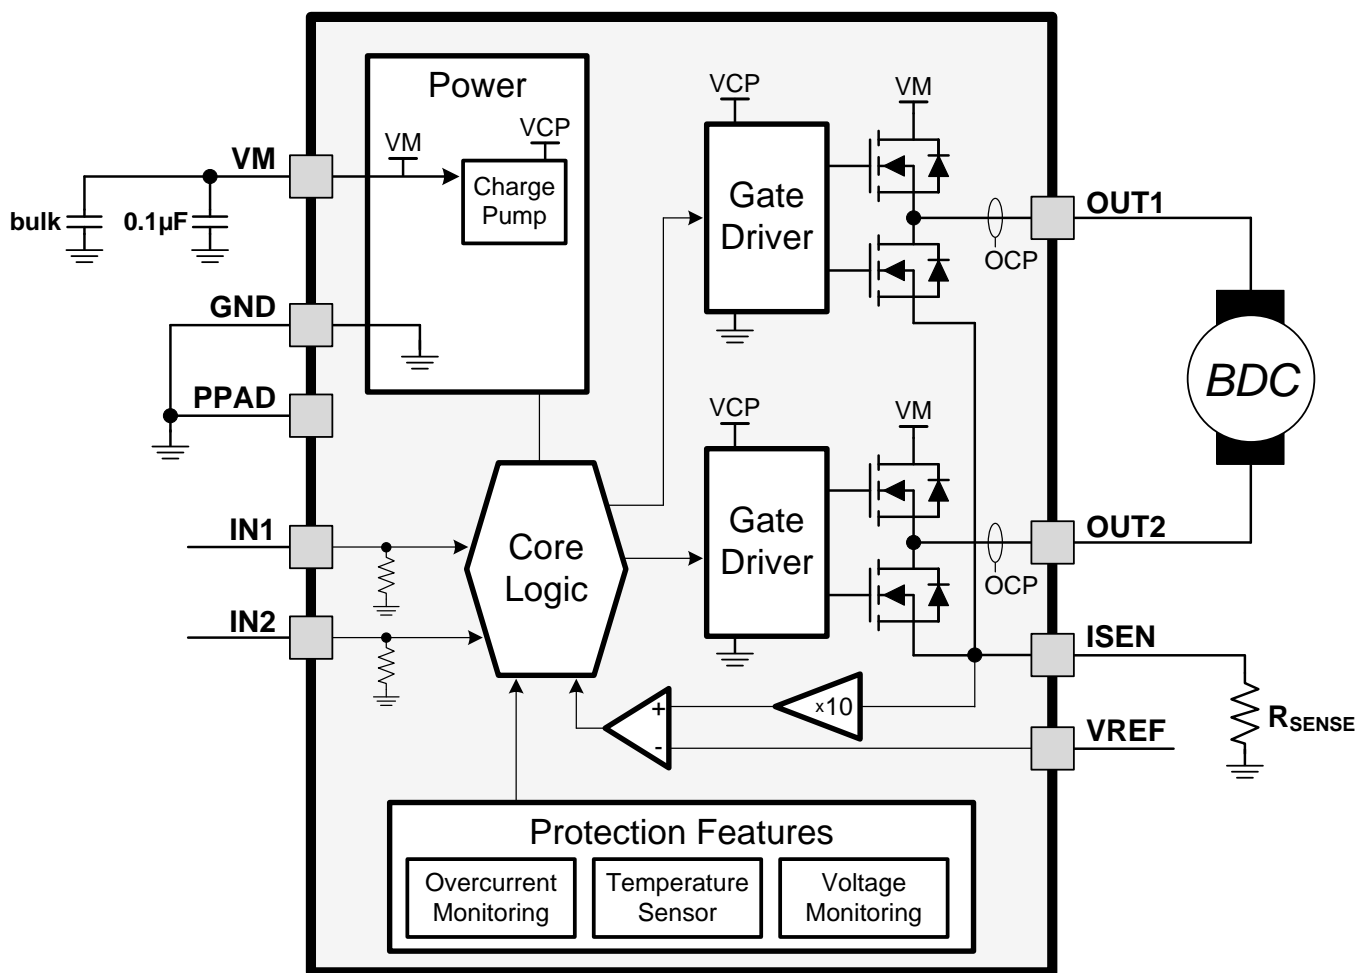 Power
VCP
VM
VM
VCP
VM
Charge
Pump
bulk
0.1µF
Gate
Driver
OUT1
OCP
GND
PPAD
BDC
VCP
VM
IN1
Core
Logic
Gate
Driver
OUT2
OCP
IN2
ISEN
x10
+
-
VREF
RSENSE
Protection Features
Overcurrent
Monitoring
Temperature
Sensor
Voltage
Monitoring